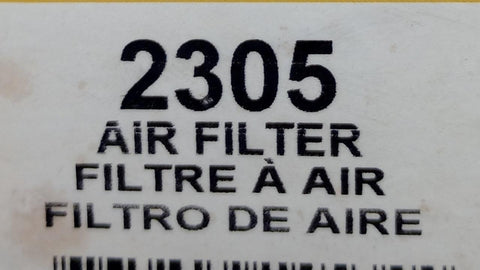 2305
AIR FILTER
FILTRE À AIR
FILTRO DE AIRE